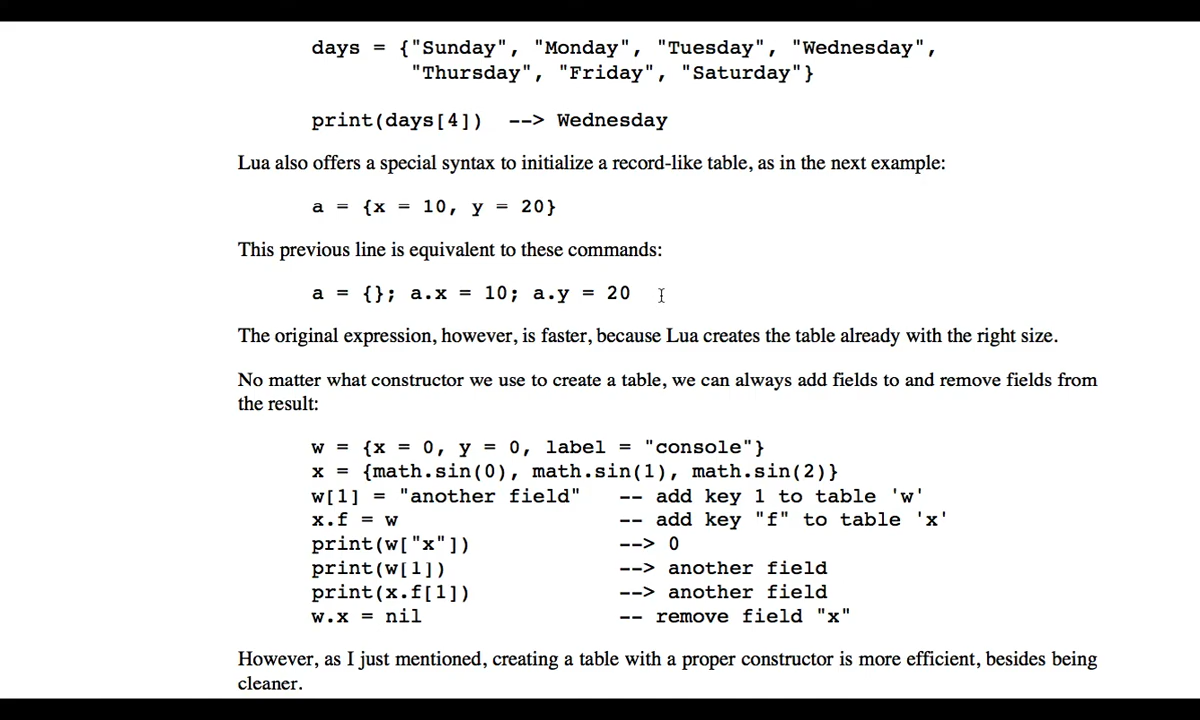 days = {"Sunday", "Monday", "Tuesday", "Wednesday",
"Thursday", "Friday", "Saturday"}
print(days[4]) --> Wednesday
Lua also offers a special syntax to initialize a record-like table, as in the next example:
a = {x = 10, y = 20}
This previous line is equivalent to these commands:
a = {}; a.x = 10; a.y = 20
The original expression, however, is faster, because Lua creates the table already with the right size.
No matter what constructor we use to create a table, we can always add fields to and remove fields from
the result:
w = {x = 0, y = 0, label = "console"}
x = {math.sin(0), math.sin(1), math.sin(2)}
w[1] = "another field" -- add key 1 to table 'w'
x.f = w -- add key "f" to table 'x'
print(w["x"]) --> 0
print(w[1]) --> another field
print(x.f[1]) --> another field
w.x = nil -- remove field "x"
However, as I just mentioned, creating a table with a proper constructor is more efficient, besides being
cleaner.